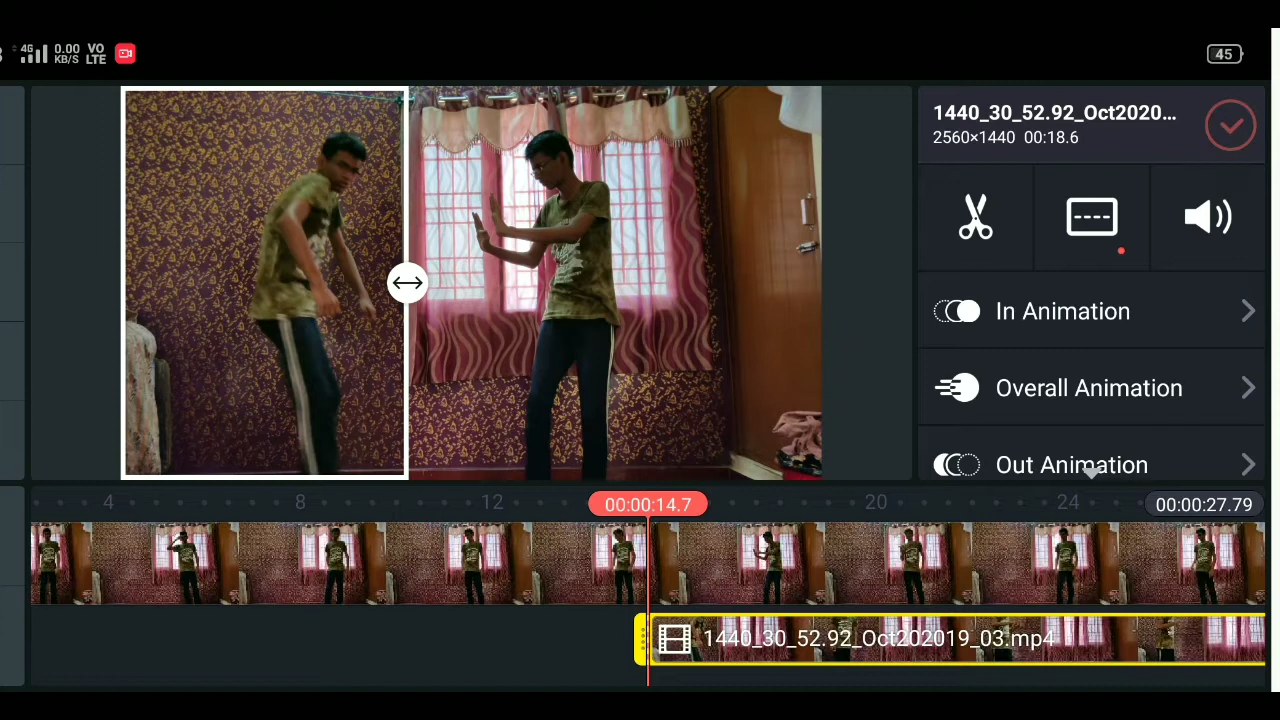 4G 0.00 VO
KB/S LTE
45
1440_30_52.92_Oct2020...
2560×1440 00:18.6
In Animation
Overall Animation
Out Animation
4 8 12 00:00:14.7 20 24 00:00:27.79
1440_30_52.92_Oct202019_03.mp4